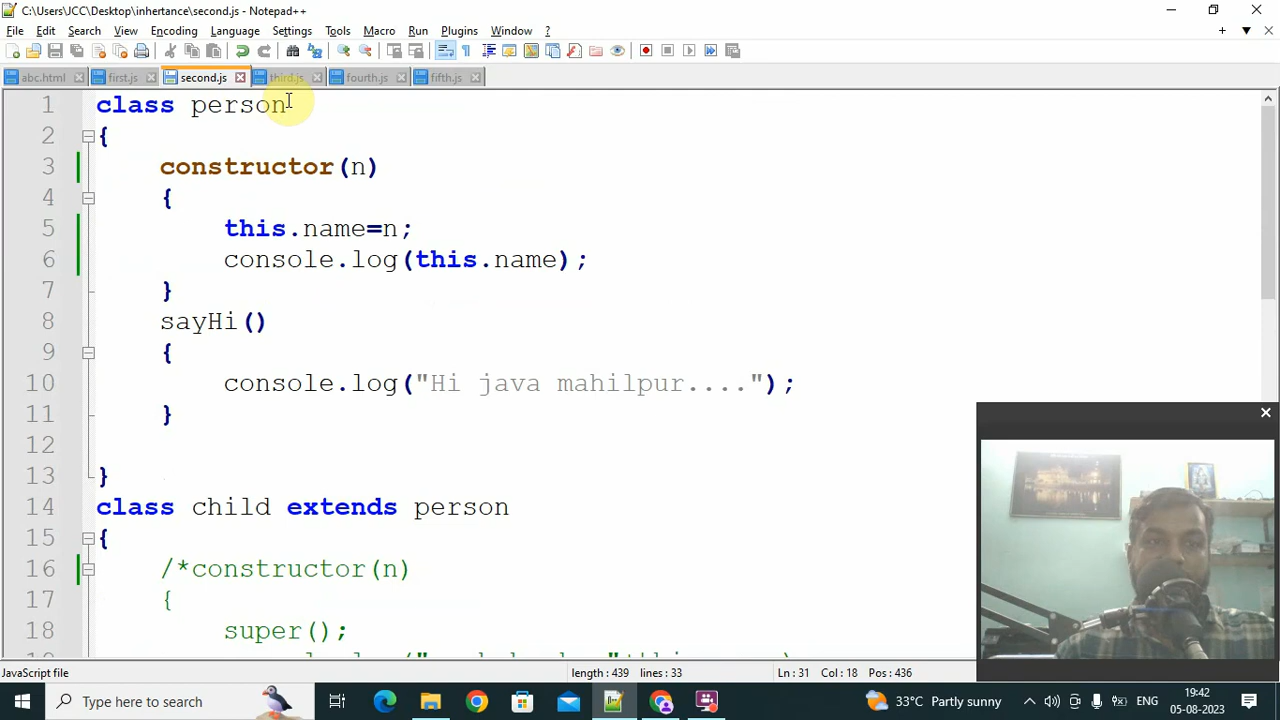 C:\Users\JCC\Desktop\inhertance\second.js - Notepad++
File Edit Search View Encoding Language Settings Tools Macro Run Plugins Window ?
abc.html first.js second.js third.js fourth.js fifth.js
1 class person
2 {
3 constructor(n)
4 {
5 this.name=n;
6 console.log(this.name);
7 }
8 sayHi()
9 {
10 console.log("Hi java mahilpur....");
11 }
12
13 }
14 class child extends person
15 {
16 /*constructor(n)
17 {
18 super();
JavaScript file length : 439 lines : 33 Ln : 31 Col : 18 Pos : 436
Type here to search 33°C Partly sunny ENG 19:42
05-08-2023